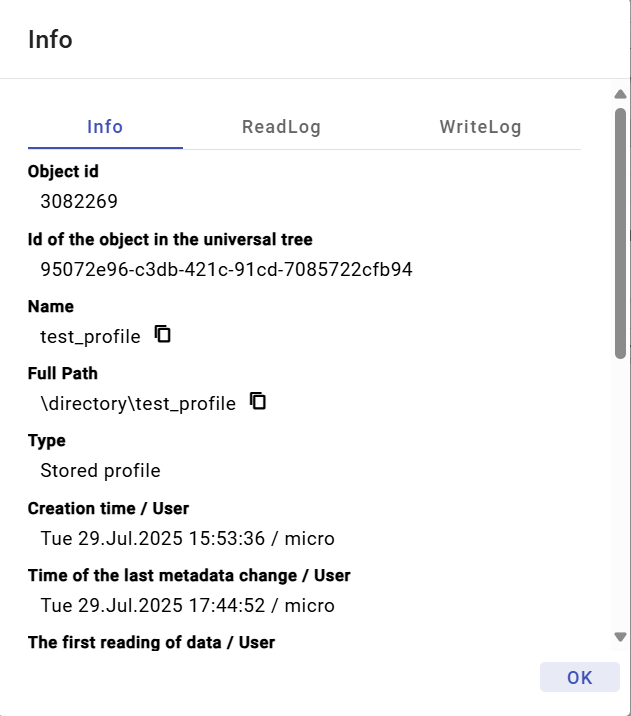 Info
Info ReadLog WriteLog
Object id
3082269
Id of the object in the universal tree
95072e96-c3db-421c-91cd-7085722cfb94
Name
test_profile
Full Path
\directory\test_profile
Type
Stored profile
Creation time / User
Tue 29.Jul.2025 15:53:36 / micro
Time of the last metadata change / User
Tue 29.Jul.2025 17:44:52 / micro
The first reading of data / User
OK